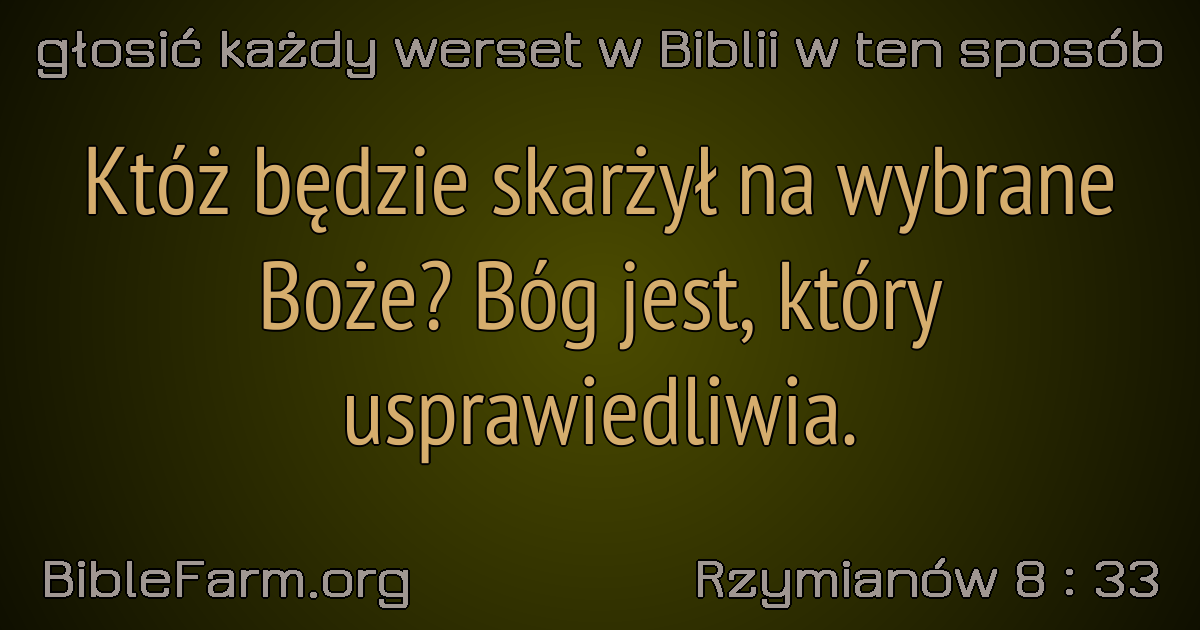 głosić każdy werset w Biblii w ten sposób
Któż będzie skarżył na wybrane
Boże? Bóg jest, który
usprawiedliwia.
BibleFarm.org
Rzymianów 8 : 33